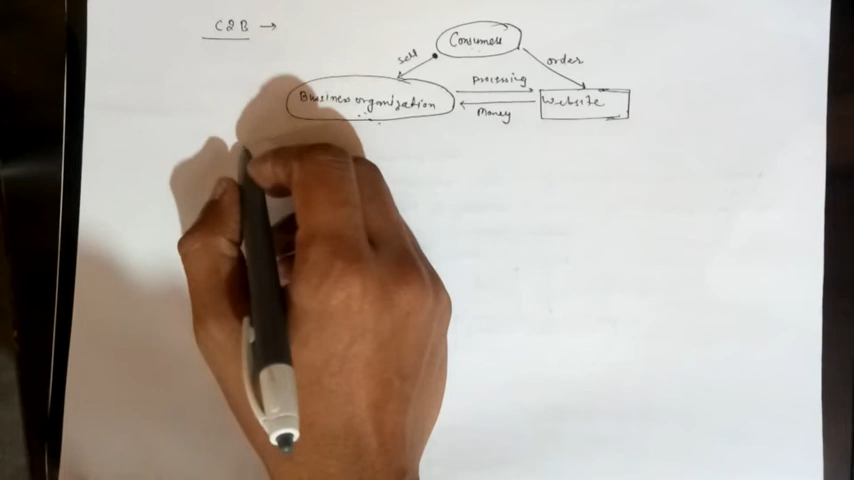 C2B →
Consumer
sell
order
processing
Business organization
Website
Money